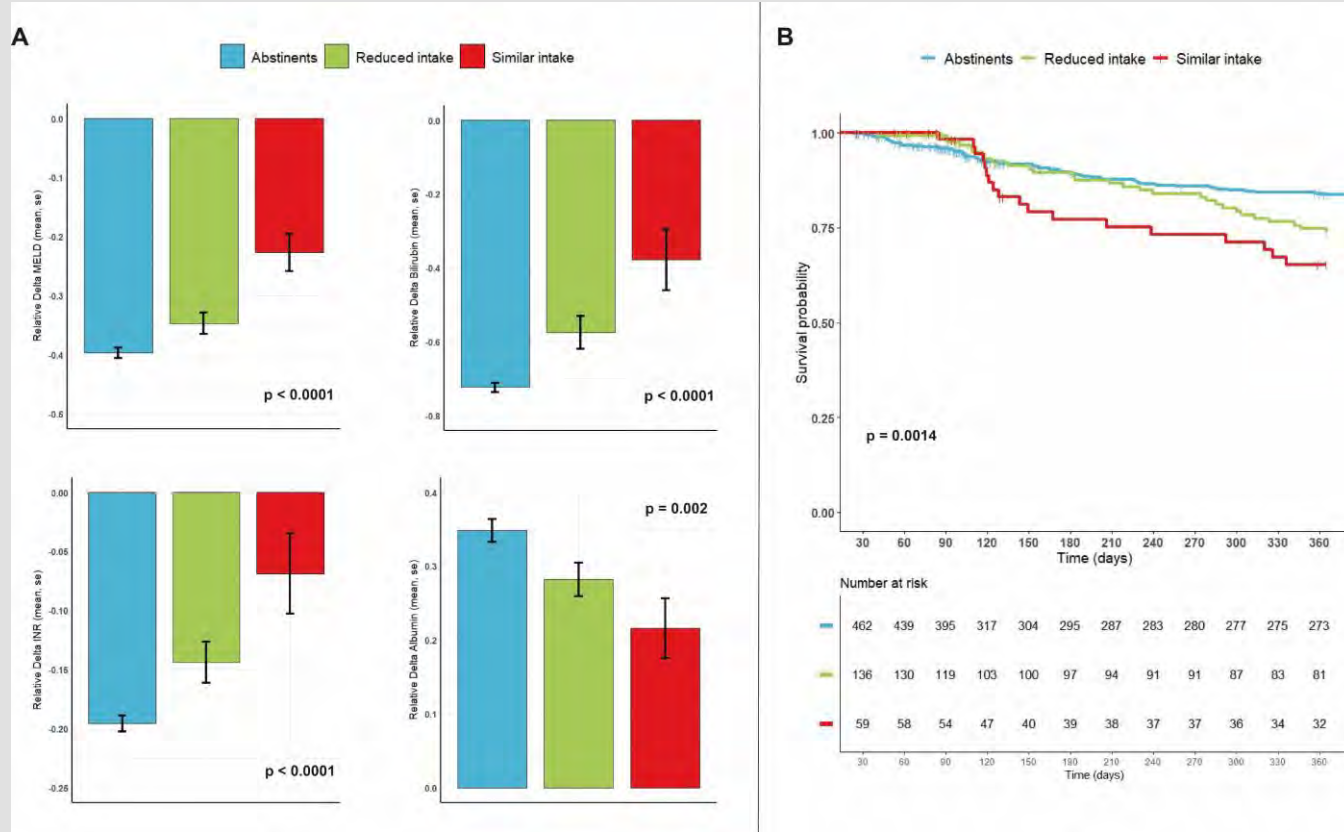 A
Abstinents Reduced intake Similar intake
Relative Delta MELD (mean, se)
0.0
-0.1
-0.2
-0.3
-0.4
-0.5
p < 0.0001
Relative Delta Bilirubin (mean, se)
0.0
-0.2
-0.4
-0.6
-0.8
p < 0.0001
Relative Delta INR (mean, se)
0.00
-0.05
-0.10
-0.15
-0.20
-0.25
p < 0.0001
Relative Delta Albumin (mean, se)
0.4
0.3
0.2
0.1
0.0
p = 0.002
B
Abstinents Reduced intake Similar intake
Survival probability
1.00
0.75
0.50
0.25
0.00
p = 0.0014
30 60 90 120 150 180 210 240 270 300 330 360
Time (days)
Number at risk
462 439 395 317 304 295 287 283 280 277 275 273
136 130 119 103 100 97 94 91 91 87 83 81
59 58 54 47 40 39 38 37 37 36 34 32
30 60 90 120 150 180 210 240 270 300 330 360
Time (days)